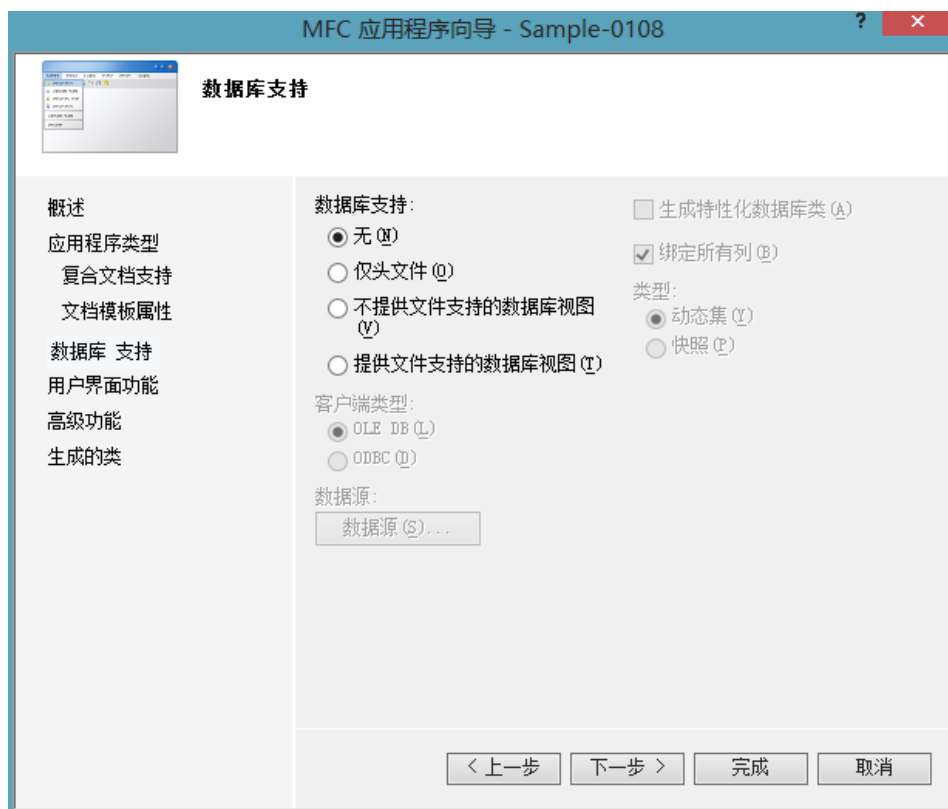 MFC 应用程序向导 - Sample-0108
?
数据库支持
概述
应用程序类型
复合文档支持
文档模板属性
数据库 支持
用户界面功能
高级功能
生成的类
数据库支持:
无(N)
仅头文件(O)
不提供文件支持的数据库视图
(V)
提供文件支持的数据库视图(T)
客户端类型:
OLE DB(L)
ODBC(D)
数据源:
数据源(S)...
生成特性化数据库类(A)
绑定所有列(B)
类型:
动态集(Y)
快照(P)
< 上一步
下一步 >
完成
取消